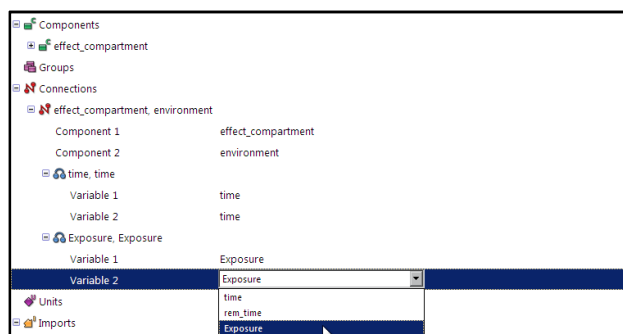 Components
effect_compartment
Groups
Connections
effect_compartment, environment
Component 1 effect_compartment
Component 2 environment
time, time
Variable 1 time
Variable 2 time
Exposure, Exposure
Variable 1 Exposure
Variable 2 Exposure
Units time
rem_time
Imports Exposure